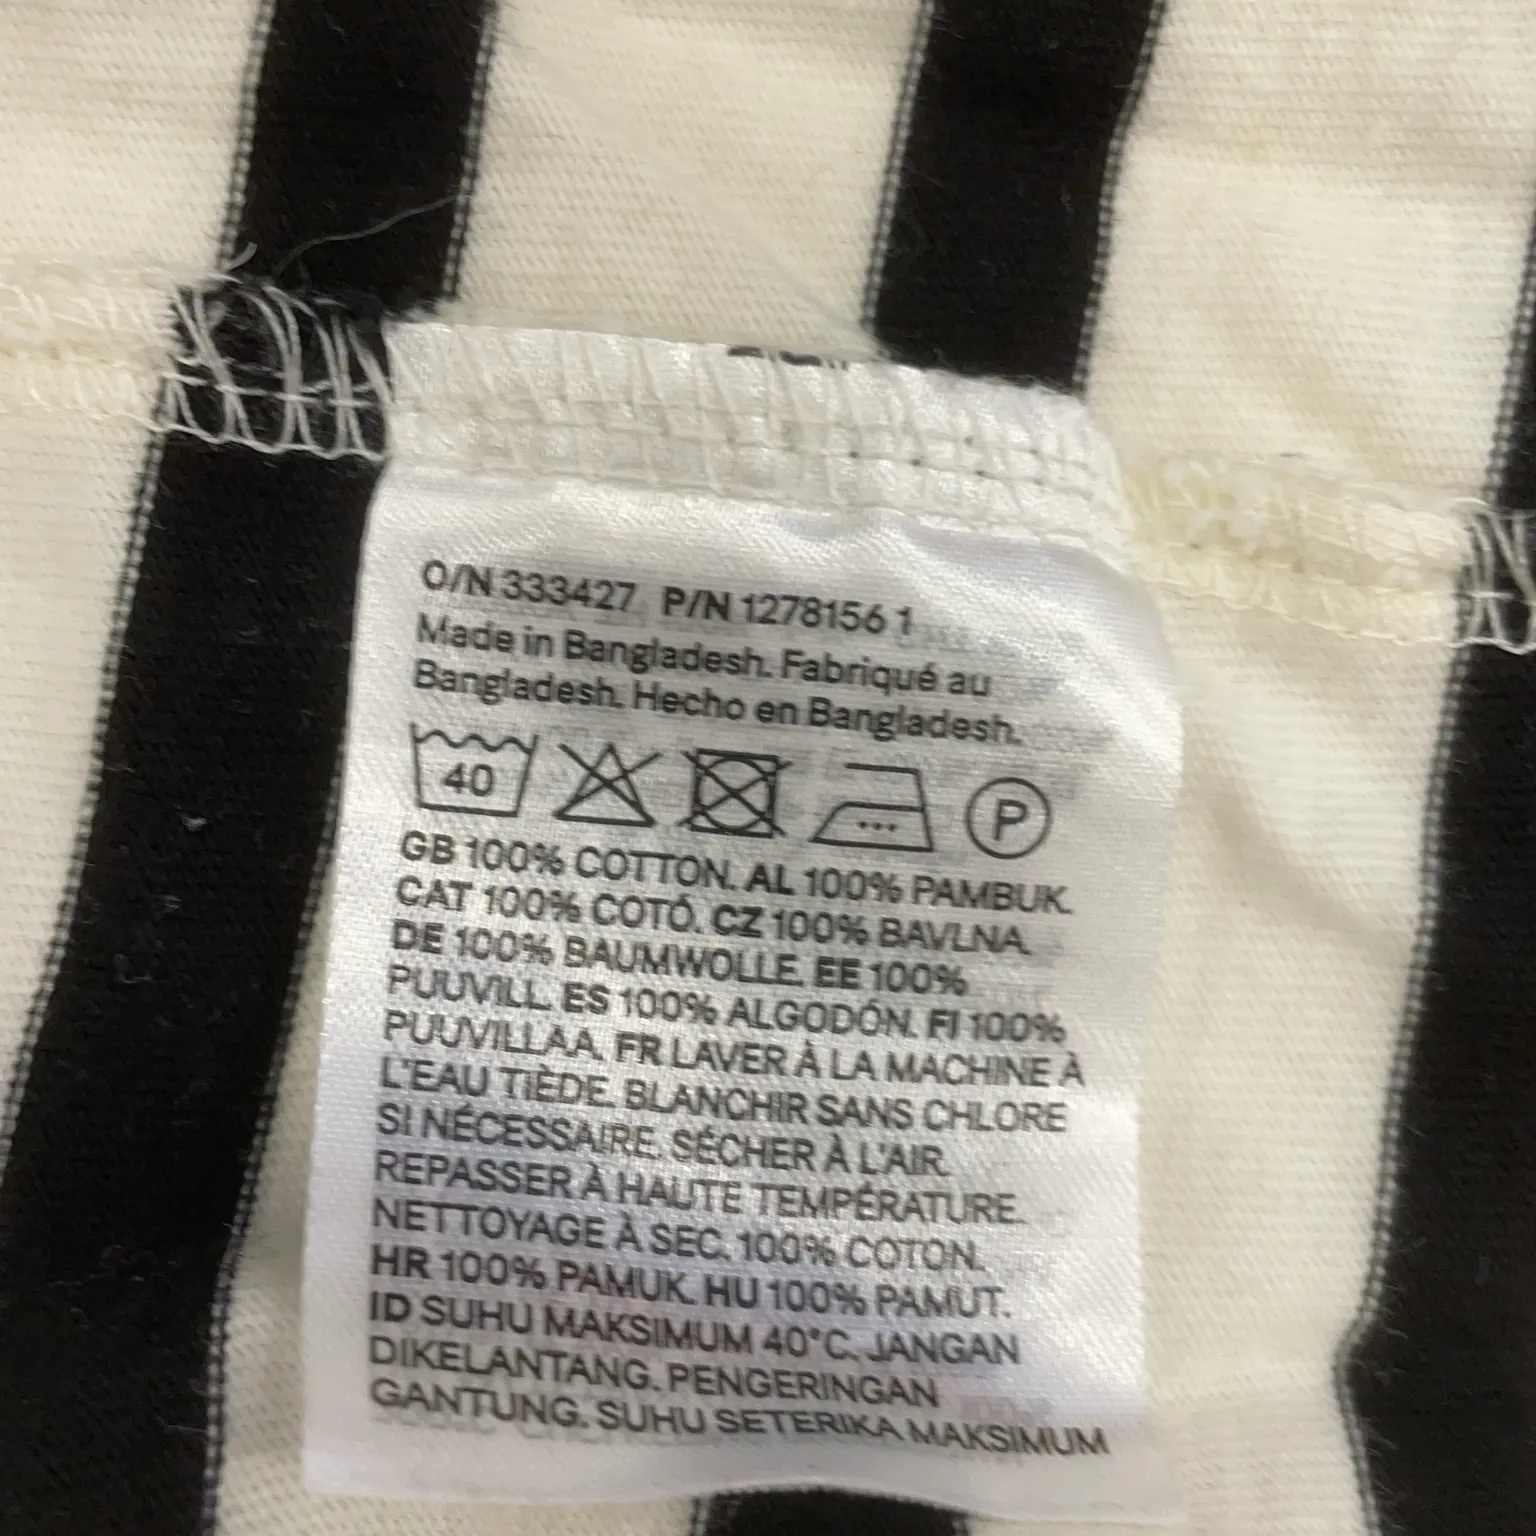 O/N 333427 P/N 1278156 1
Made in Bangladesh. Fabriqué au
Bangladesh. Hecho en Bangladesh.
40 P
GB 100% COTTON. AL 100% PAMBUK.
CAT 100% COTÓ. CZ 100% BAVLNA.
DE 100% BAUMWOLLE. EE 100%
PUUVILL. ES 100% ALGODÓN. FI 100%
PUUVILLAA. FR LAVER À LA MACHINE À
L'EAU TIÈDE. BLANCHIR SANS CHLORE
SI NÉCESSAIRE. SÉCHER À L'AIR.
REPASSER À HAUTE TEMPÉRATURE.
NETTOYAGE À SEC. 100% COTON.
HR 100% PAMUK. HU 100% PAMUT.
ID SUHU MAKSIMUM 40°C. JANGAN
DIKELANTANG. PENGERINGAN
GANTUNG. SUHU SETERIKA MAKSIMUM